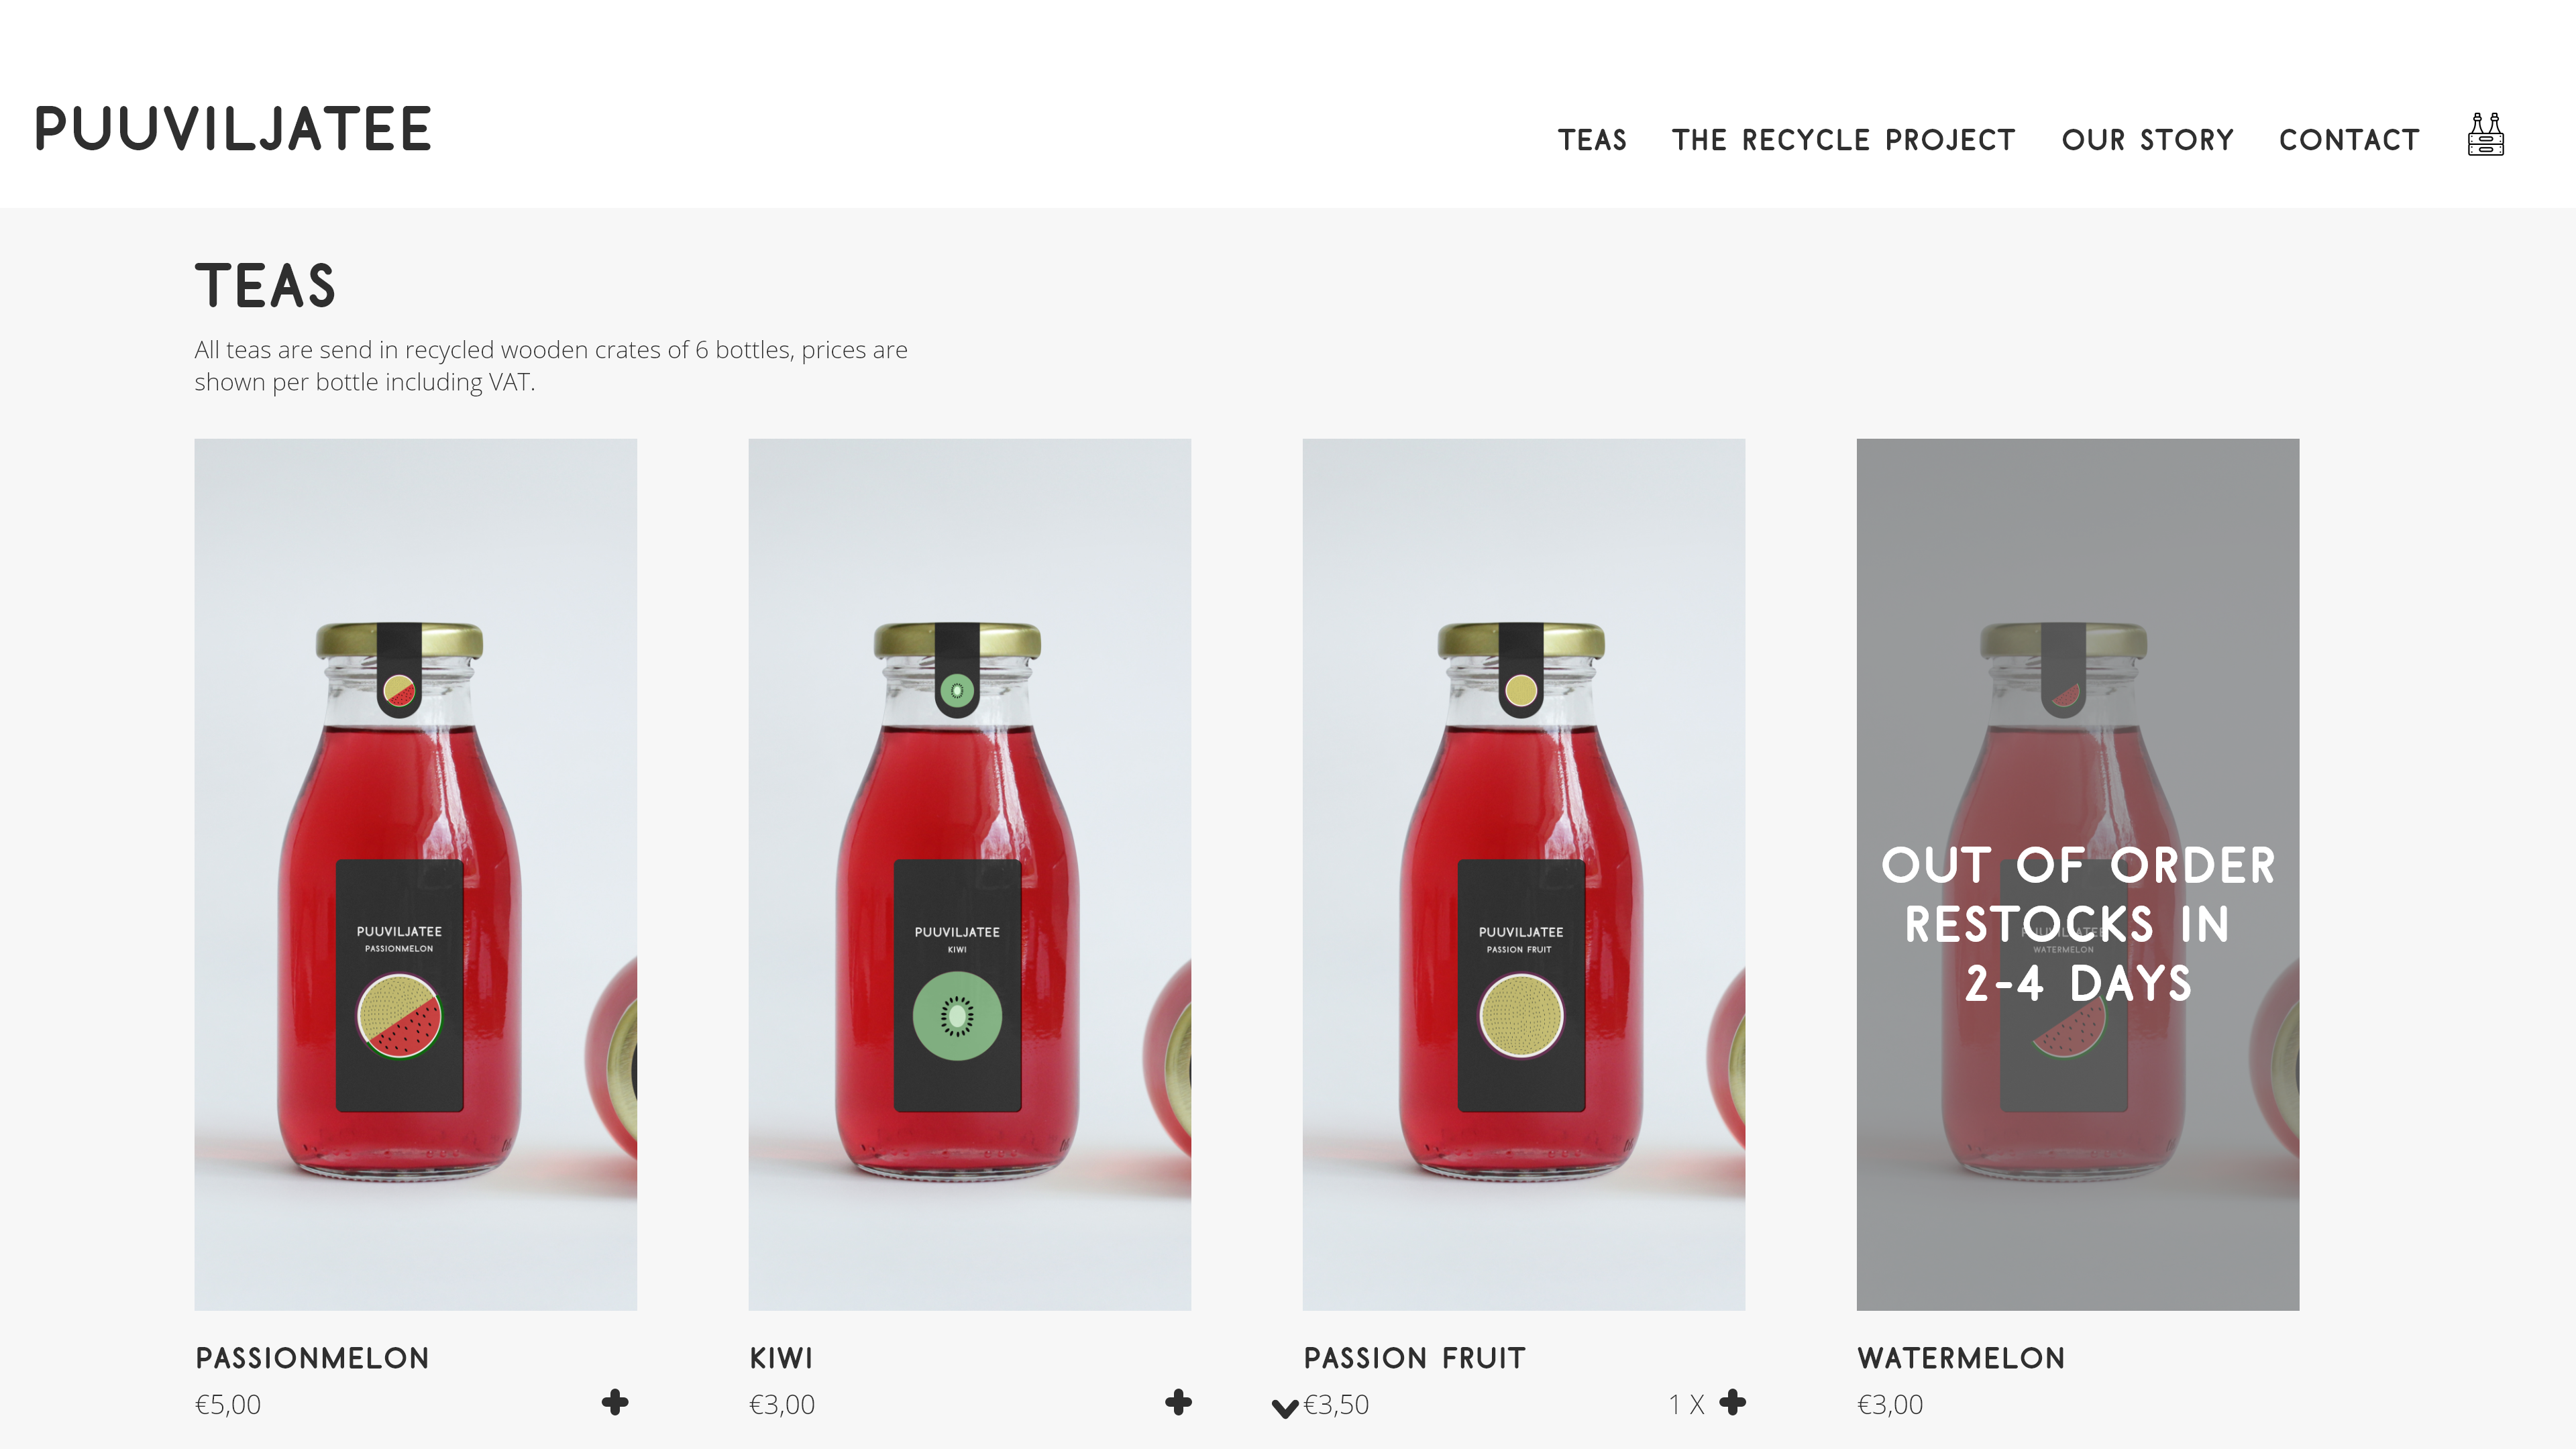 PUUVILJATEE
TEAS THE RECYCLE PROJECT OUR STORY CONTACT
TEAS
All teas are send in recycled wooden crates of 6 bottles, prices are
shown per bottle including VAT.
PUUVILJATEE
PASSIONMELON
PUUVILJATEE
KIWI
PUUVILJATEE
PASSION FRUIT
OUT OF ORDER
RESTOCKS IN
2-4 DAYS
PUUVILJATEE
WATERMELON
PASSIONMELON
€5,00
KIWI
€3,00
PASSION FRUIT
€3,50
1 X
WATERMELON
€3,00